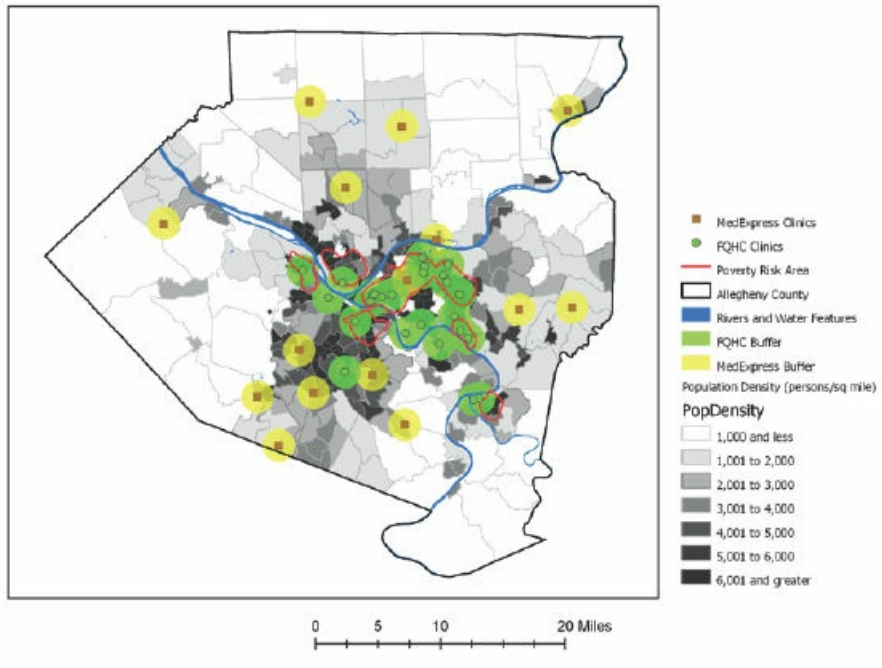 MedExpress Clinics
FQHC Clinics
Poverty Risk Area
Allegheny County
Rivers and Water Features
FQHC Buffer
MedExpress Buffer
Population Density (persons/sq mile)
PopDensity
1,000 and less
1,001 to 2,000
2,001 to 3,000
3,001 to 4,000
4,001 to 5,000
5,001 to 6,000
6,001 and greater
0 5 10 20 Miles